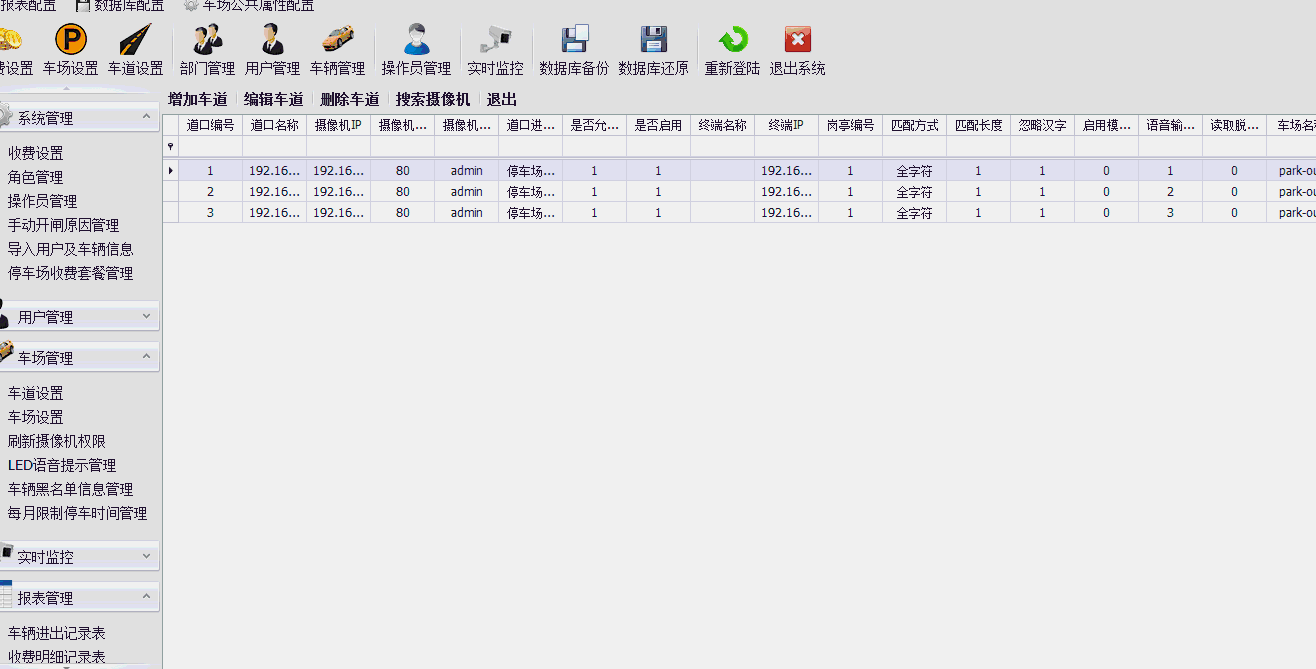 报表配置 数据库配置 车场公共属性配置
费设置 车场设置 车道设置 部门管理 用户管理 车辆管理 操作员管理 实时监控 数据库备份 数据库还原 重新登陆 退出系统
增加车道 编辑车道 删除车道 搜索摄像机 退出
系统管理
收费设置
角色管理
操作员管理
手动开闸原因管理
导入用户及车辆信息
停车场收费套餐管理
用户管理
车场管理
车道设置
车场设置
刷新摄像机权限
LED语音提示管理
车辆黑名单信息管理
每月限制停车时间管理
实时监控
报表管理
车辆进出记录表
收费明细记录表
道口编号 道口名称 摄像机IP 摄像机... 摄像机... 道口进... 是否允... 是否启用 终端名称 终端IP 岗亭编号 匹配方式 匹配长度 忽略汉字 启用模... 语音输... 读取脱... 车场名
1 192.16... 192.16... 80 admin 停车场... 1 1 192.16... 1 全字符 1 1 0 1 0 park-ou
2 192.16... 192.16... 80 admin 停车场... 1 1 192.16... 1 全字符 1 1 0 2 0 park-ou
3 192.16... 192.16... 80 admin 停车场... 1 1 192.16... 1 全字符 1 1 0 3 0 park-ou